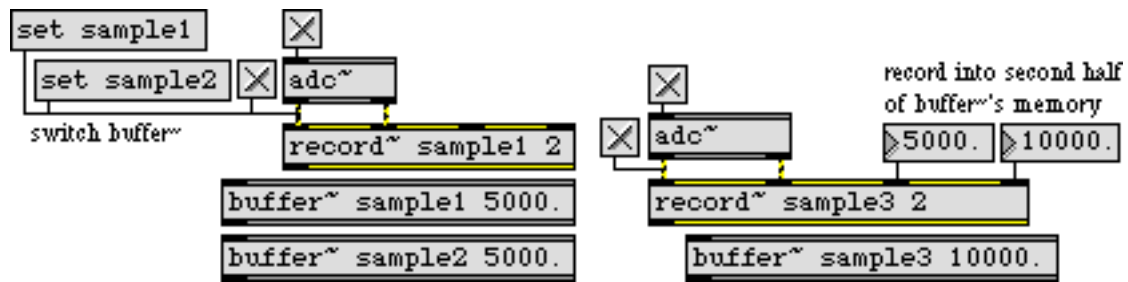 set sample1
set sample2
adc~
switch buffer~
record~ sample1 2
buffer~ sample1 5000.
buffer~ sample2 5000.
record into second half
of buffer~'s memory
adc~
5000.
10000.
record~ sample3 2
buffer~ sample3 10000.